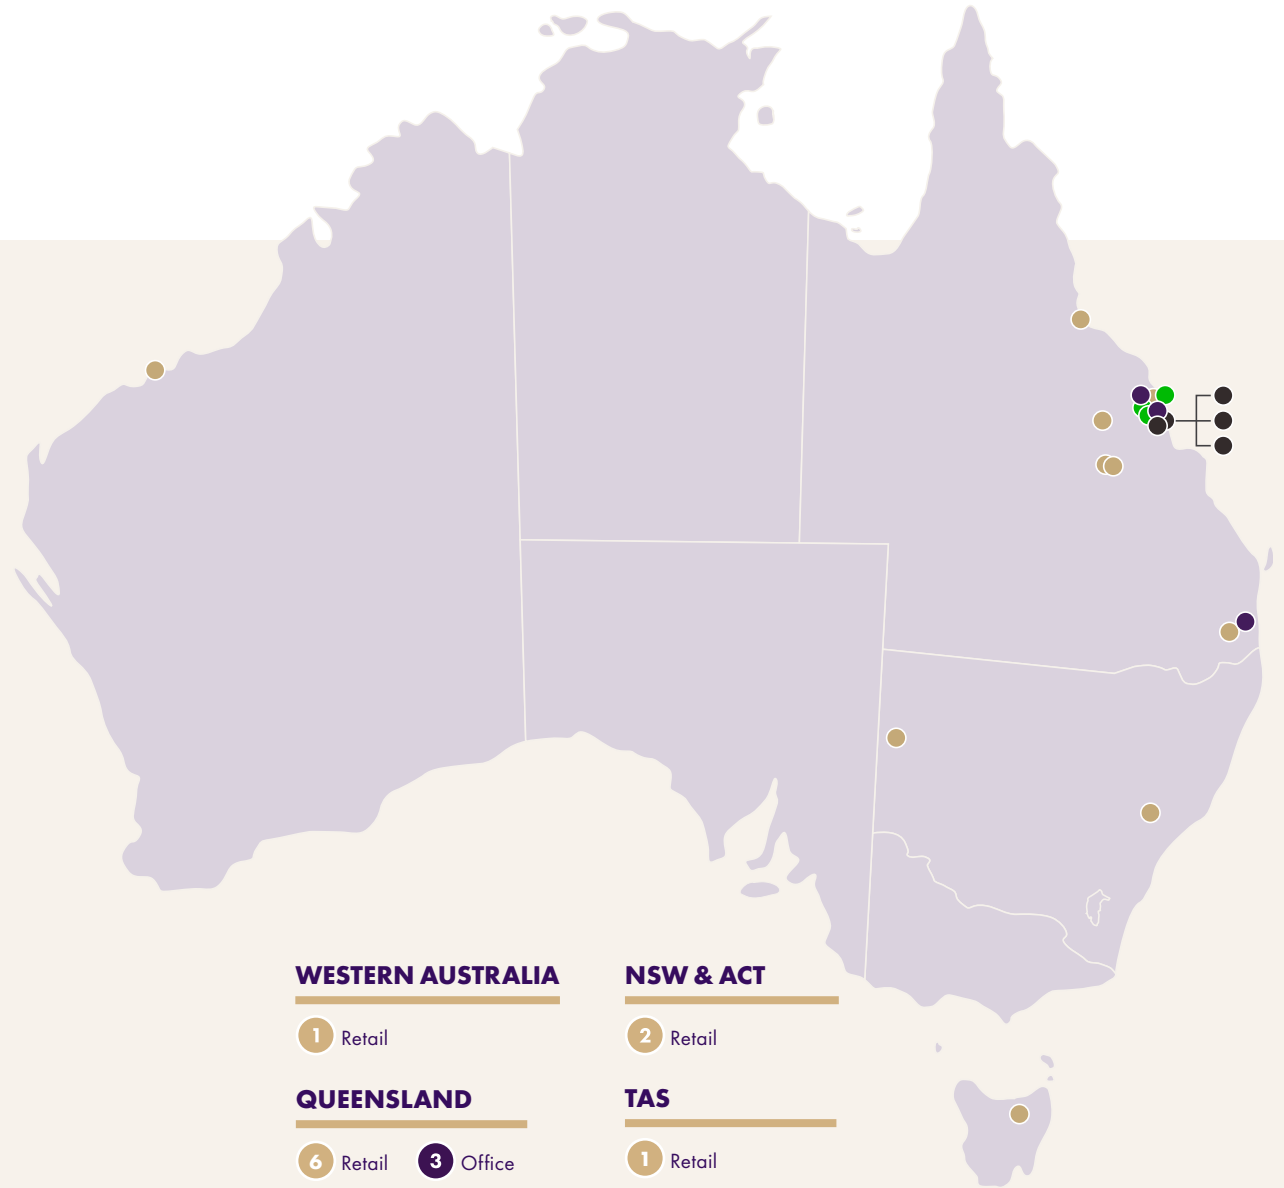 WESTERN AUSTRALIA
1 Retail
NSW & ACT
2 Retail
QUEENSLAND
6 Retail 3 Office
TAS
1 Retail